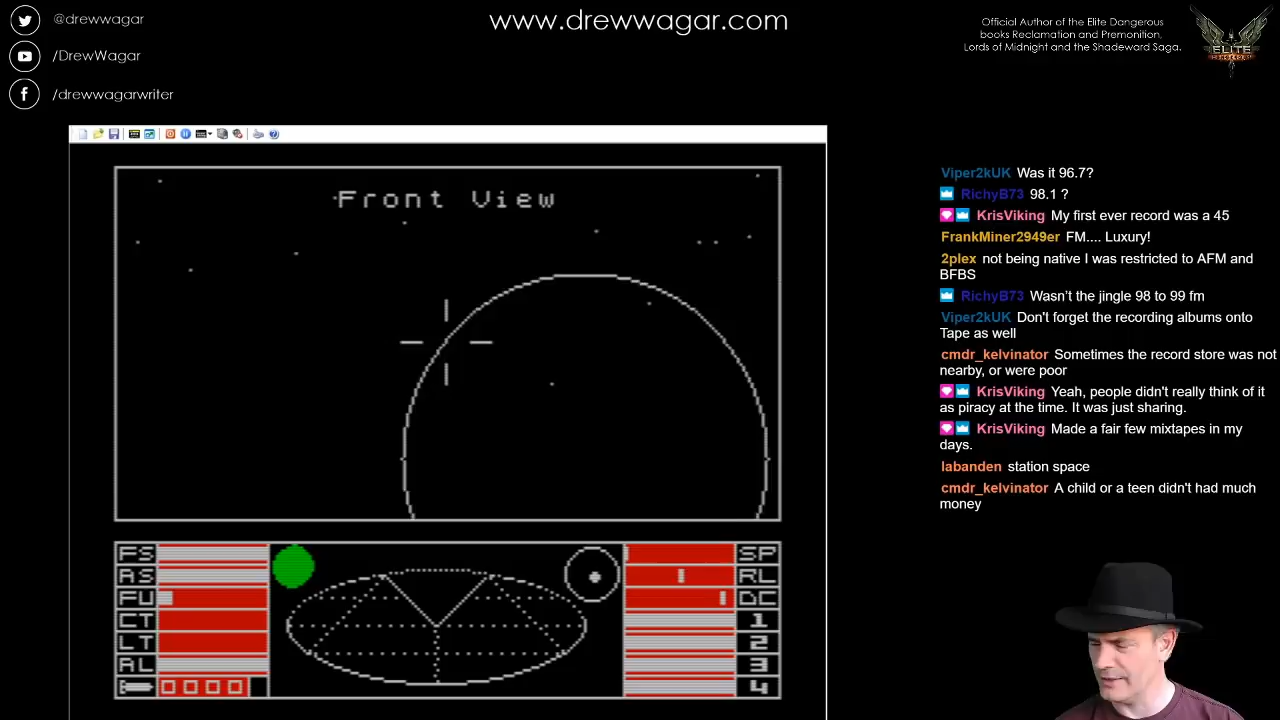 @drewwagar
/DrewWagar
/drewwagarwriter
www.drewwagar.com
Official Author of the Elite Dangerous
books Reclamation and Premonition,
Lords of Midnight and the Shadeward Saga.
ELITE
DANGEROUS
Front View
FS
AS
FU
CT
LT
AL
SP
RL
DC
1
2
3
4
Viper2kUK Was it 96.7?
RichyB73 98.1 ?
KrisViking My first ever record was a 45
FrankMiner2949er FM.... Luxury!
2plex not being native I was restricted to AFM and
BFBS
RichyB73 Wasn't the jingle 98 to 99 fm
Viper2kUK Don't forget the recording albums onto
Tape as well
cmdr_kelvinator Sometimes the record store was not
nearby, or were poor
KrisViking Yeah, people didn't really think of it
as piracy at the time. It was just sharing.
KrisViking Made a fair few mixtapes in my
days.
labanden station space
cmdr_kelvinator A child or a teen didn't had much
money